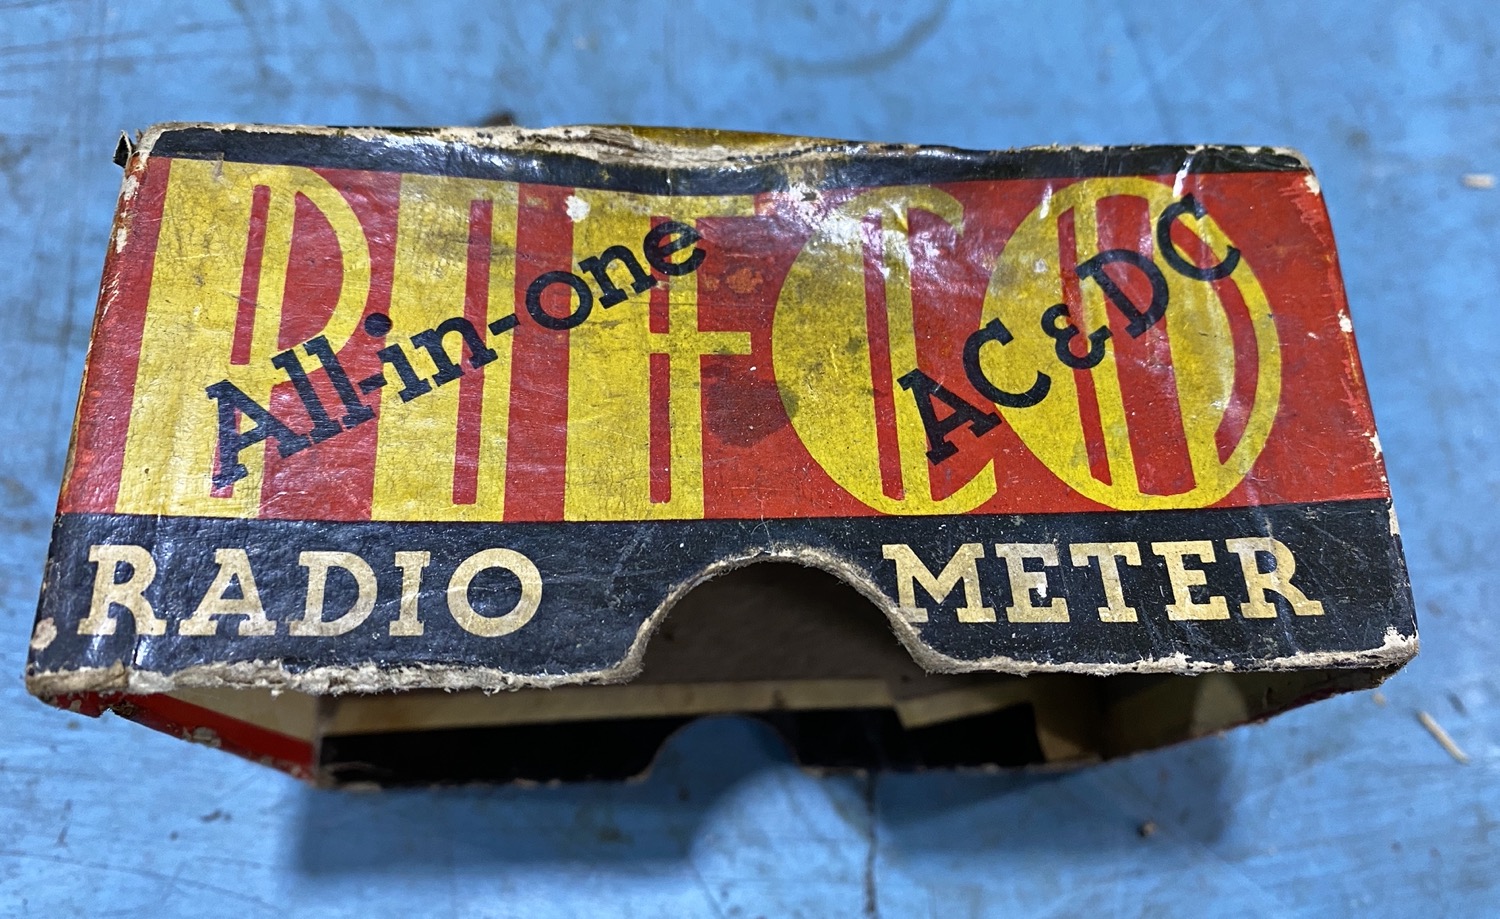 PIFCO
All-in-one
AC & DC
RADIO METER